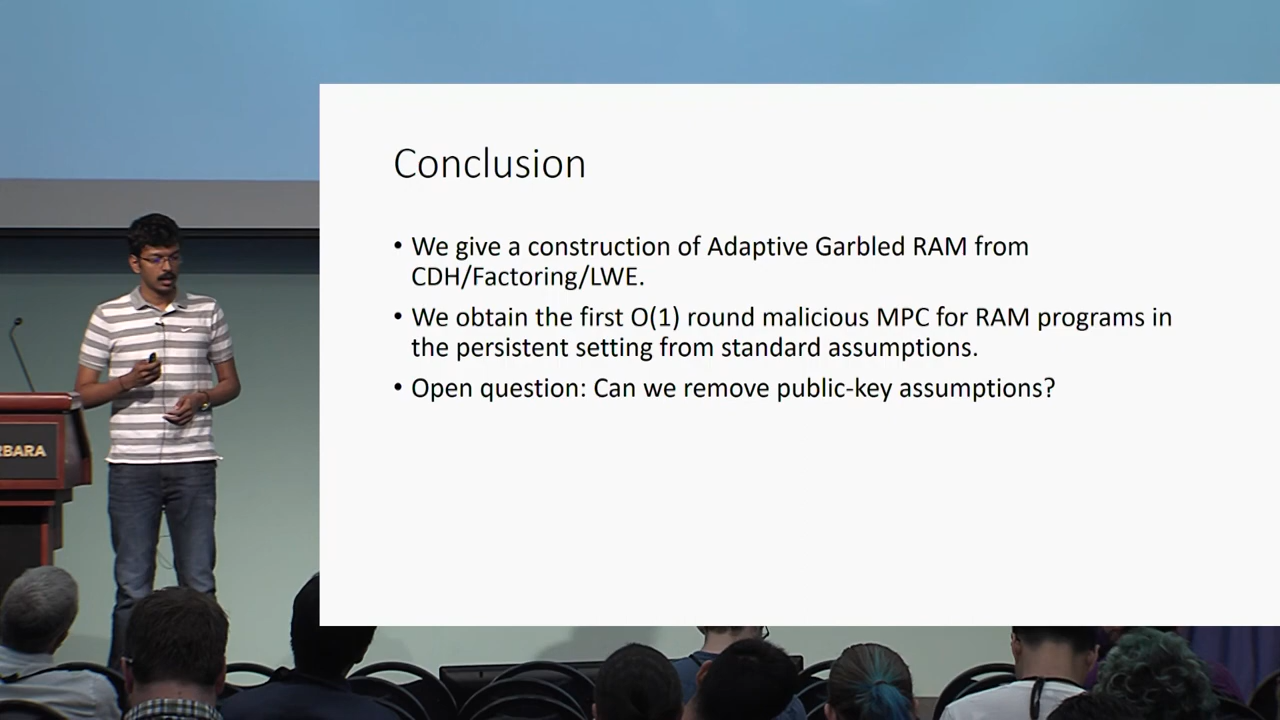 Conclusion
• We give a construction of Adaptive Garbled RAM from
CDH/Factoring/LWE.
• We obtain the first O(1) round malicious MPC for RAM programs in
the persistent setting from standard assumptions.
• Open question: Can we remove public-key assumptions?
RBARA